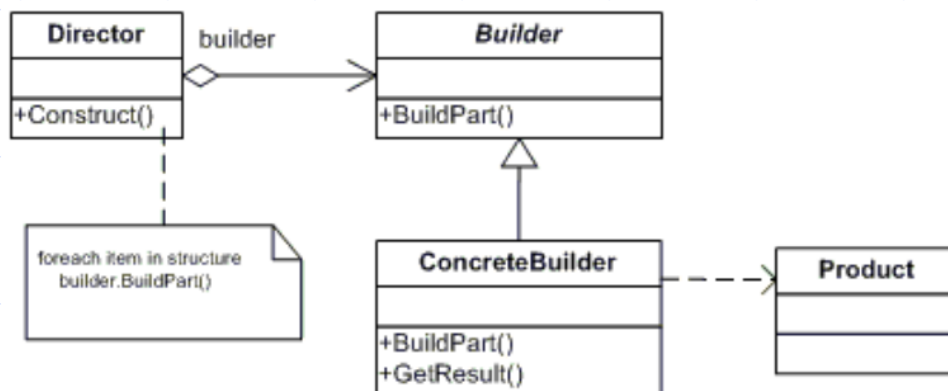 Director
builder
Builder
+Construct()
+BuildPart()
foreach item in structure
builder.BuildPart()
ConcreteBuilder
Product
+BuildPart()
+GetResult()